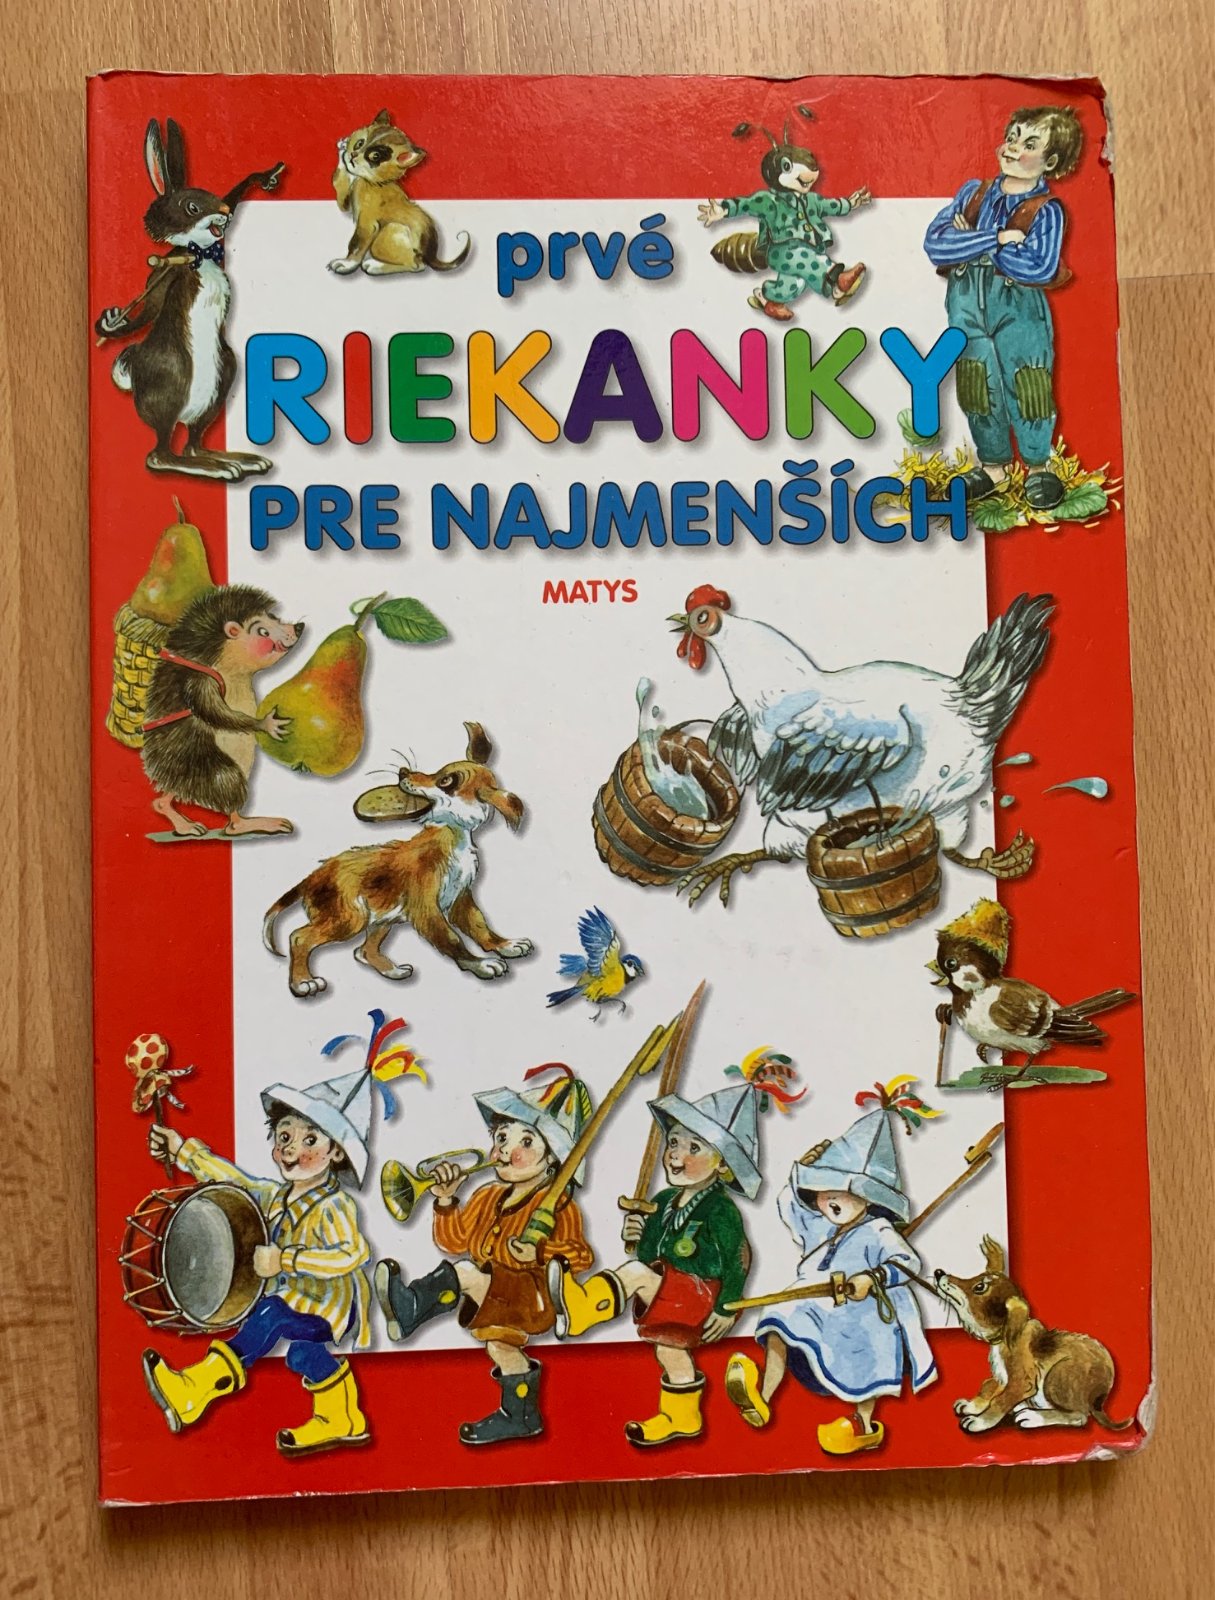 prvé
RIEKANKY
PRE NAJMENŠÍCH
MATYS